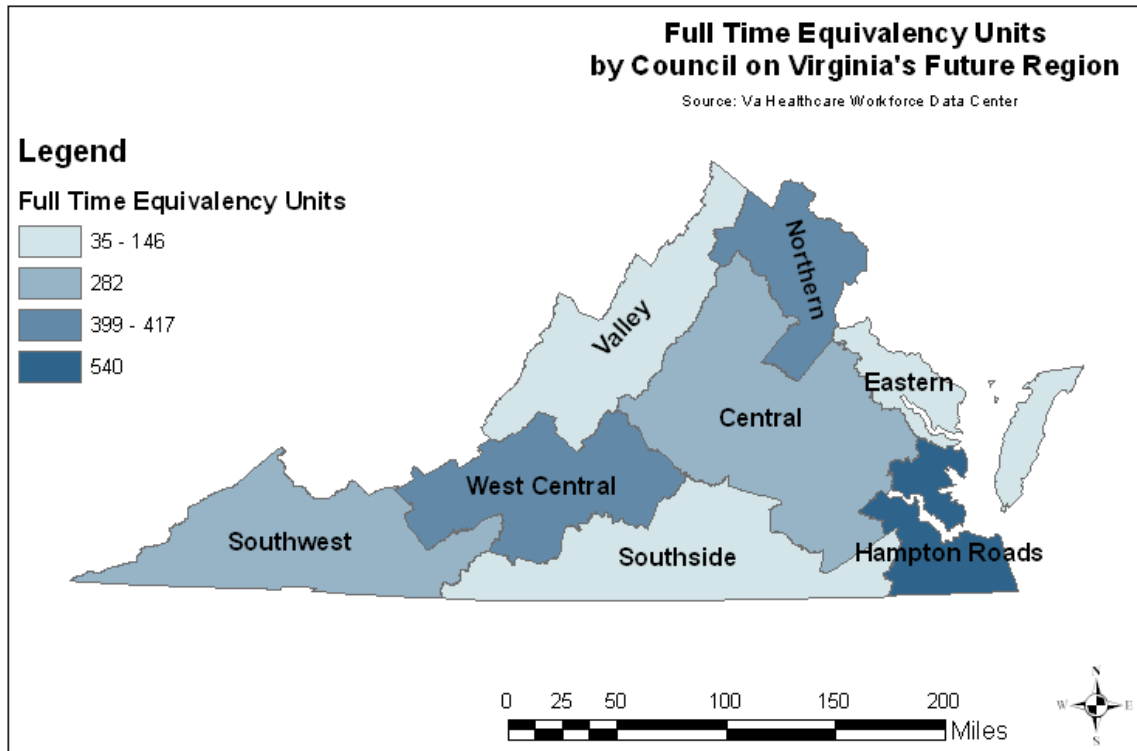 Full Time Equivalency Units
by Council on Virginia's Future Region
Source: Va Healthcare Workforce Data Center
Legend
Full Time Equivalency Units
35 - 146
282
399 - 417
540
Northern
Valley
Eastern
Central
West Central
Southwest
Southside
Hampton Roads
0 25 50 100 150 200
Miles
N
W E
S